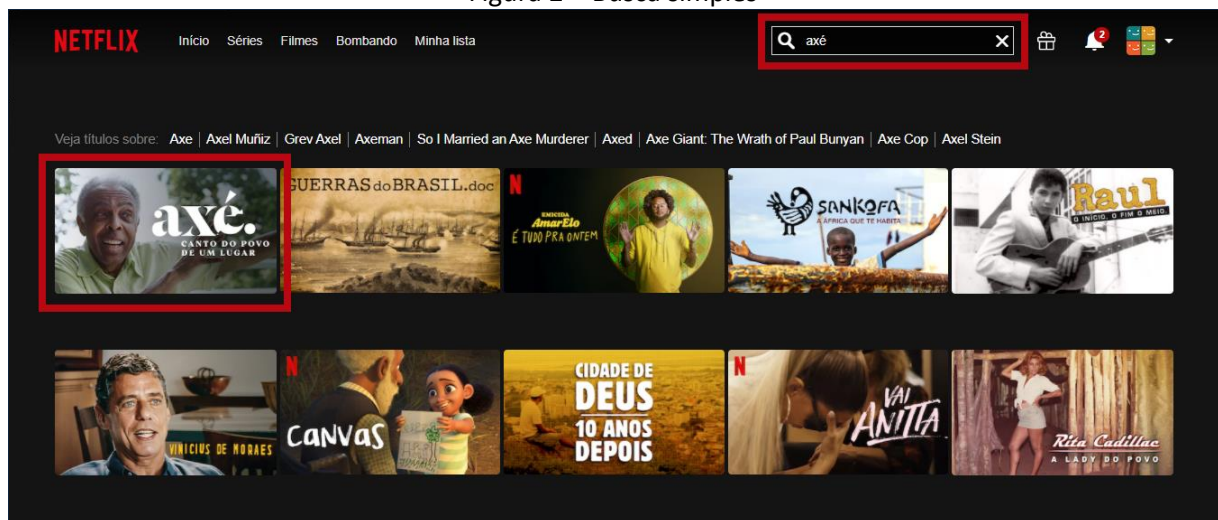 NETFLIX Início Séries Filmes Bombando Minha lista axé 2
Veja títulos sobre: Axe | Axel Muñiz | Grev Axel | Axeman | So I Married an Axe Murderer | Axed | Axe Giant: The Wrath of Paul Bunyan | Axe Cop | Axel Stein
axé.
CANTO DO POVO
DE UM LUGAR
GUERRAS do BRASIL.doc
N
EMICIDA
AmarElo
É TUDO PRA ONTEM
SANKOFA
A ÁFRICA QUE TE HABITA
Raul
O INÍCIO, O FIM O MEIO.
VINICIUS DE MORAES
N
CANVAS
CIDADE DE
DEUS
10 ANOS
DEPOIS
N
VAI
ANITTA
Rita Cadillac
A LADY DO POVO